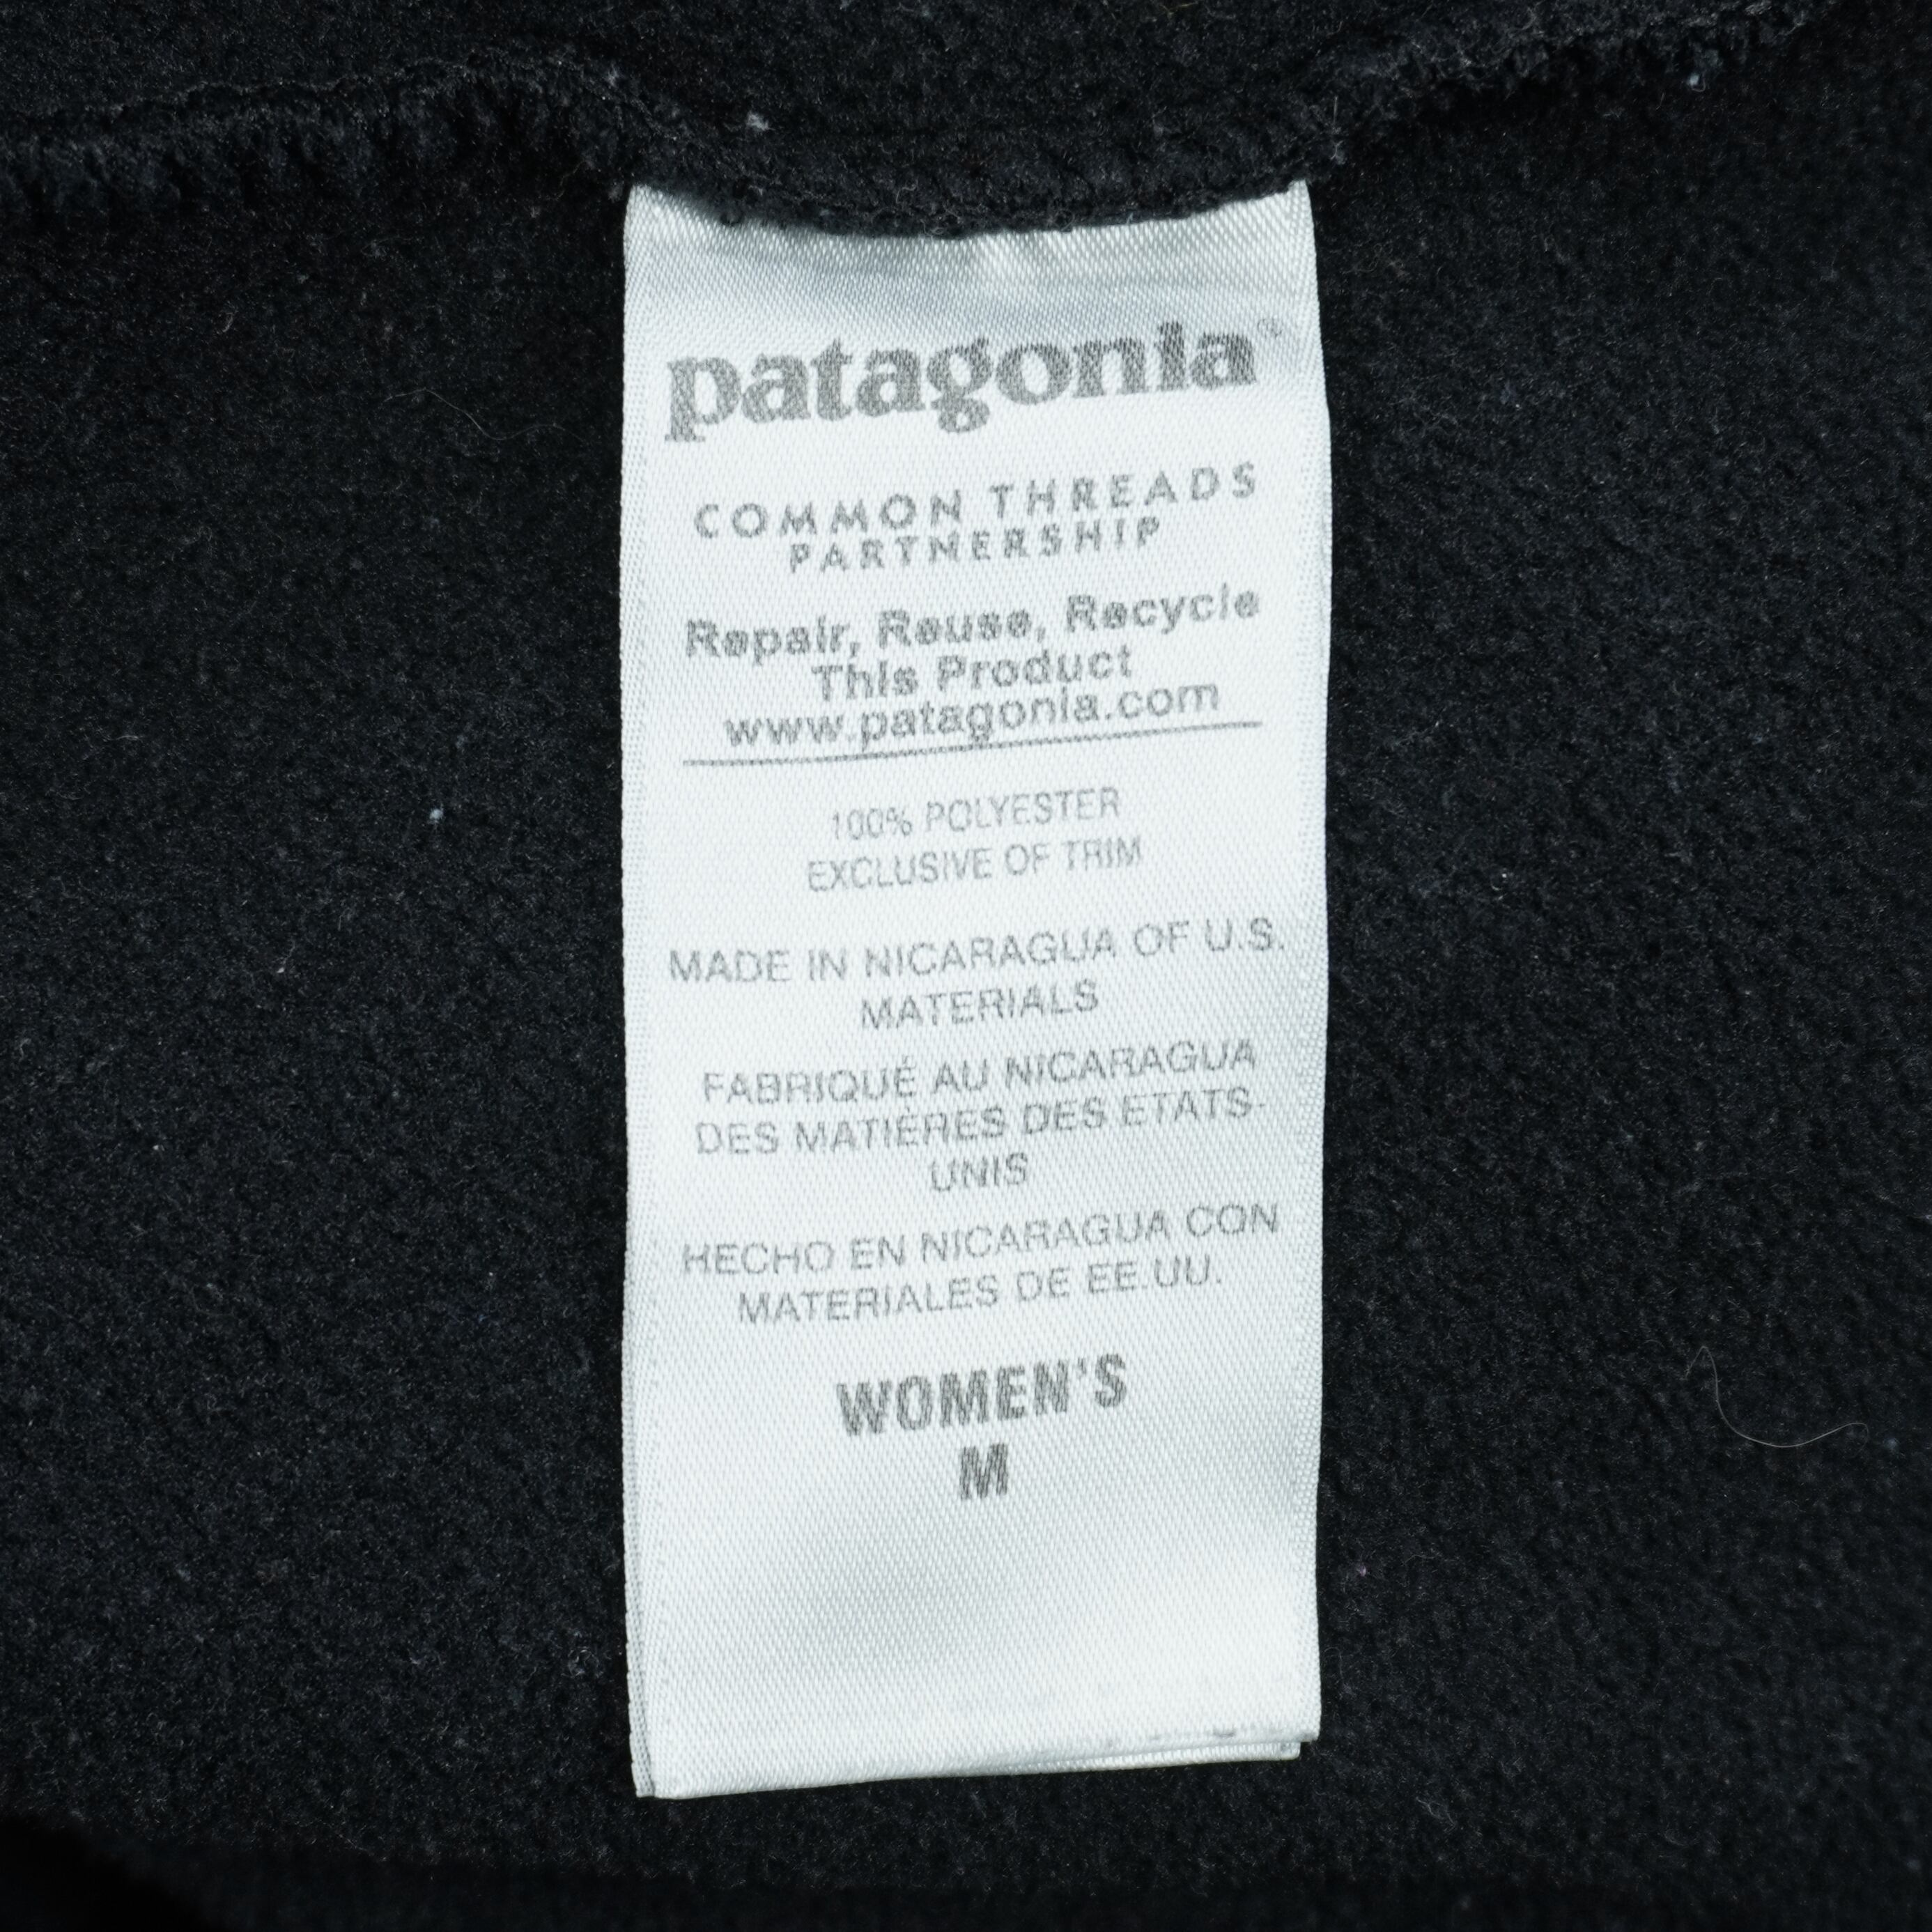 patagonia®
COMMON THREADS
PARTNERSHIP
Repair, Reuse, Recycle
This Product
www.patagonia.com
100% POLYESTER
EXCLUSIVE OF TRIM
MADE IN NICARAGUA OF U.S.
MATERIALS
FABRIQUÉ AU NICARAGUA
DES MATIÈRES DES ETATS-
UNIS
HECHO EN NICARAGUA CON
MATERIALES DE EE.UU.
WOMEN'S
M